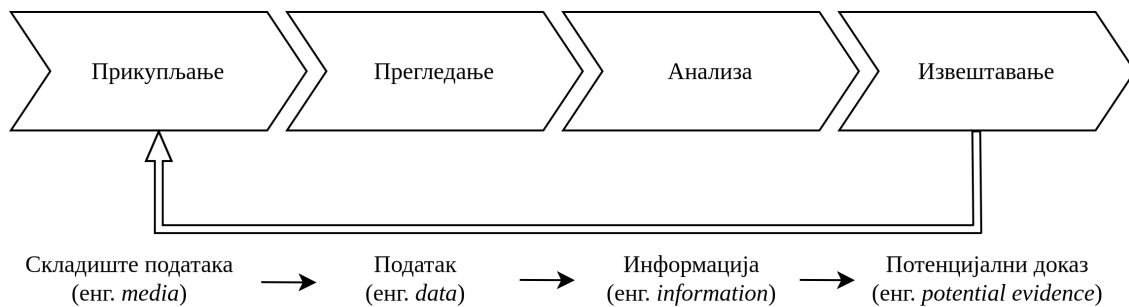 Прикупљање
Прегледање
Анализа
Извештавање
Складиште података
(енг. media)
Податак
(енг. data)
Информација
(енг. information)
Потенцијални доказ
(енг. potential evidence)